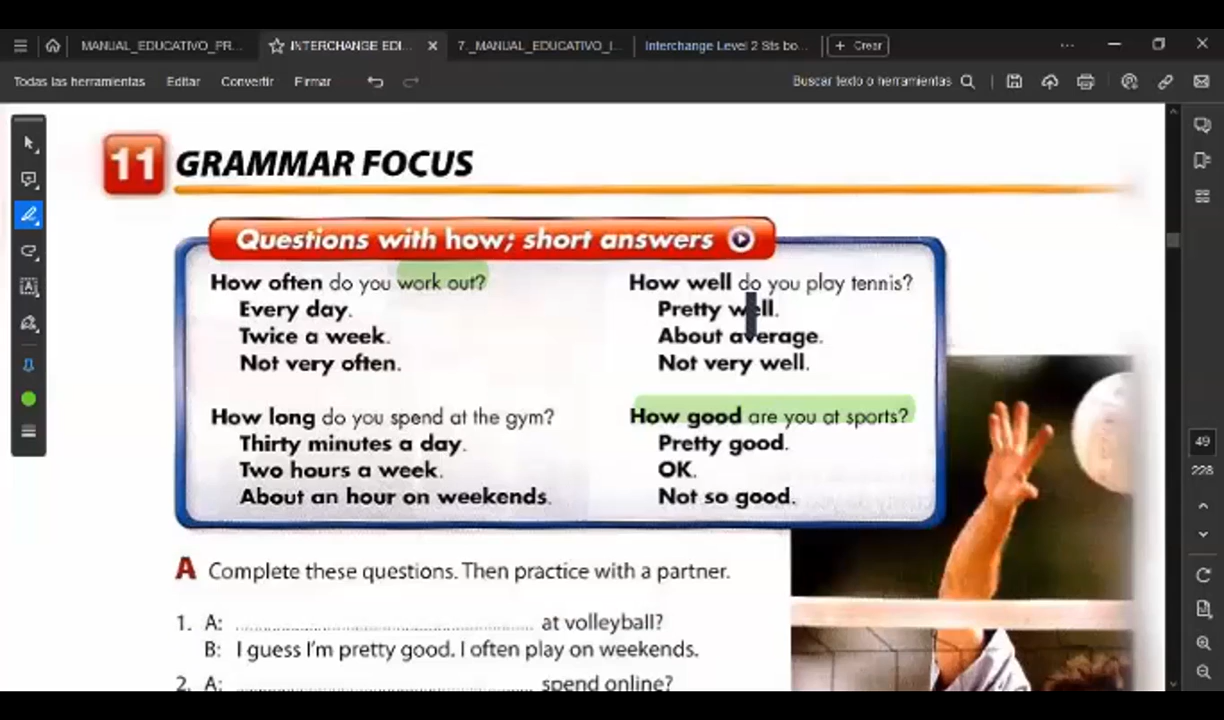 MANUAL_EDUCATIVO_PR...
INTERCHANGE EDI...
7._MANUAL_EDUCATIVO_I...
Interchange Level 2 Sts bo...
+ Crear
Todas las herramientas
Editar
Convertir
Firmar
Buscar texto o herramientas
11 GRAMMAR FOCUS
Questions with how; short answers
How often do you work out?
Every day.
Twice a week.
Not very often.
How long do you spend at the gym?
Thirty minutes a day.
Two hours a week.
About an hour on weekends.
How well do you play tennis?
Pretty well.
About average.
Not very well.
How good are you at sports?
Pretty good.
OK.
Not so good.
A Complete these questions. Then practice with a partner.
1. A: ........................................ at volleyball?
B: I guess I'm pretty good. I often play on weekends.
2. A: ........................................ spend online?
49
228